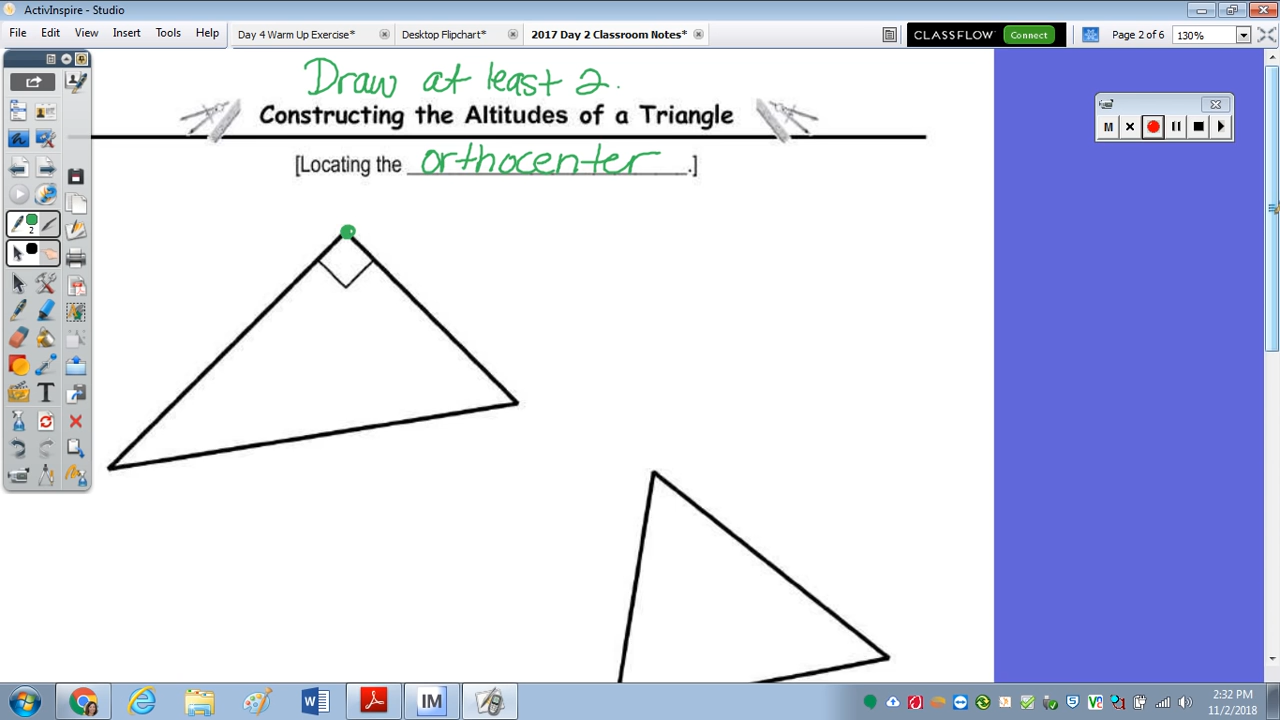 ActivInspire - Studio
File Edit View Insert Tools Help
Day 4 Warm Up Exercise* Desktop Flipchart* 2017 Day 2 Classroom Notes*
CLASSFLOW Connect
Page 2 of 6 130%
Draw at least 2.
Constructing the Altitudes of a Triangle
[Locating the orthocenter.]
M
2
T
W IM
2:32 PM
11/2/2018